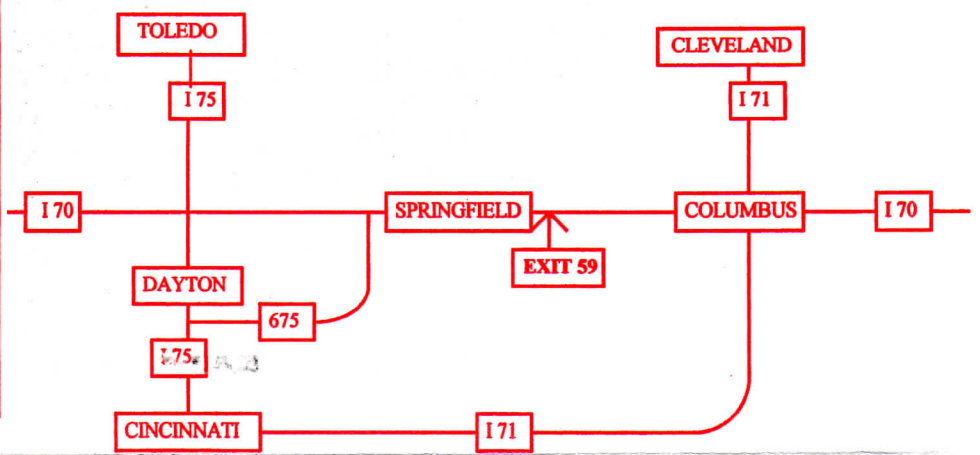 TOLEDO
CLEVELAND
I 75
I 71
I 70
SPRINGFIELD
COLUMBUS
I 70
EXIT 59
DAYTON
675
I 75
CINCINNATI
I 71